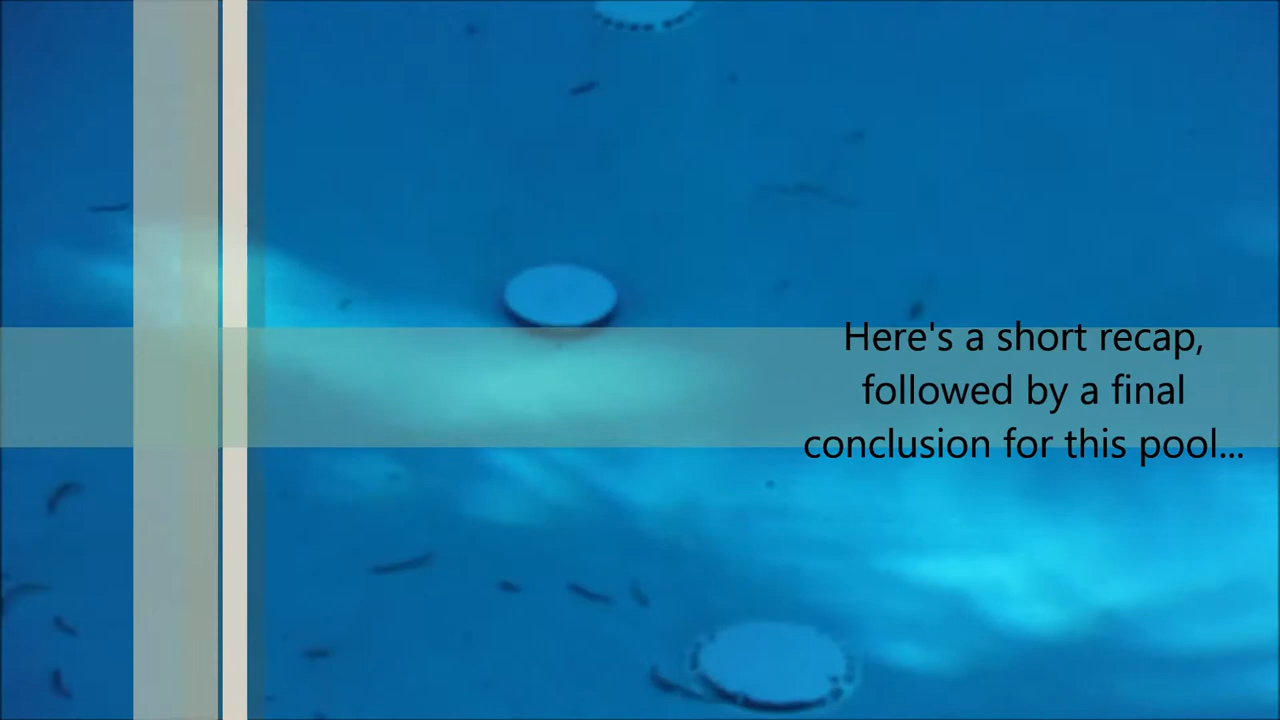 Here's a short recap,
followed by a final
conclusion for this pool...